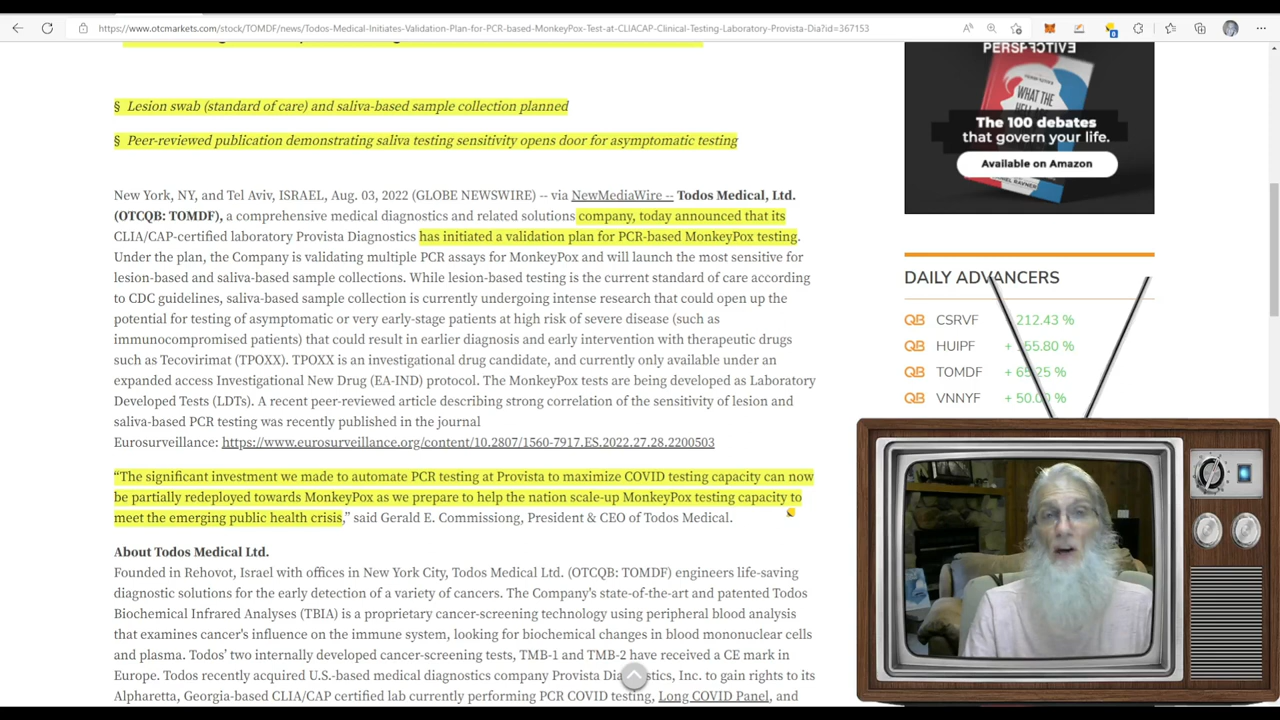 https://www.otcmarkets.com/stock/TOMDF/news/Todos-Medical-Initiates-Validation-Plan-for-PCR-based-MonkeyPox-Test-at-CLIACAP-Clinical-Testing-Laboratory-Provista-Dia?id=367153
§ Lesion swab (standard of care) and saliva-based sample collection planned
§ Peer-reviewed publication demonstrating saliva testing sensitivity opens door for asymptomatic testing
New York, NY, and Tel Aviv, ISRAEL, Aug. 03, 2022 (GLOBE NEWSWIRE) -- via NewMediaWire -- Todos Medical, Ltd.
(OTCQB: TOMDF), a comprehensive medical diagnostics and related solutions company, today announced that its
CLIA/CAP-certified laboratory Provista Diagnostics has initiated a validation plan for PCR-based MonkeyPox testing.
Under the plan, the Company is validating multiple PCR assays for MonkeyPox and will launch the most sensitive for
lesion-based and saliva-based sample collections. While lesion-based testing is the current standard of care according
to CDC guidelines, saliva-based sample collection is currently undergoing intense research that could open up the
potential for testing of asymptomatic or very early-stage patients at high risk of severe disease (such as
immunocompromised patients) that could result in earlier diagnosis and early intervention with therapeutic drugs
such as Tecovirimat (TPOXX). TPOXX is an investigational drug candidate, and currently only available under an
expanded access Investigational New Drug (EA-IND) protocol. The MonkeyPox tests are being developed as Laboratory
Developed Tests (LDTs). A recent peer-reviewed article describing strong correlation of the sensitivity of lesion and
saliva-based PCR testing was recently published in the journal
Eurosurveillance: https://www.eurosurveillance.org/content/10.2807/1560-7917.ES.2022.27.28.2200503
“The significant investment we made to automate PCR testing at Provista to maximize COVID testing capacity can now
be partially redeployed towards MonkeyPox as we prepare to help the nation scale-up MonkeyPox testing capacity to
meet the emerging public health crisis,” said Gerald E. Commissiong, President & CEO of Todos Medical.
About Todos Medical Ltd.
Founded in Rehovot, Israel with offices in New York City, Todos Medical Ltd. (OTCQB: TOMDF) engineers life-saving
diagnostic solutions for the early detection of a variety of cancers. The Company's state-of-the-art and patented Todos
Biochemical Infrared Analyses (TBIA) is a proprietary cancer-screening technology using peripheral blood analysis
that examines cancer's influence on the immune system, looking for biochemical changes in blood mononuclear cells
and plasma. Todos’ two internally developed cancer-screening tests, TMB-1 and TMB-2 have received a CE mark in
Europe. Todos recently acquired U.S.-based medical diagnostics company Provista Diagnostics, Inc. to gain rights to its
Alpharetta, Georgia-based CLIA/CAP certified lab currently performing PCR COVID testing, Long COVID Panel, and
PERSPECTIVE
WHAT THE
The 100 debates
that govern your life.
Available on Amazon
DAILY ADVANCERS
QB CSRVF 212.43 %
QB HUIPF + 55.80 %
QB TOMDF + 65.25 %
QB VNNYF + 50.00 %